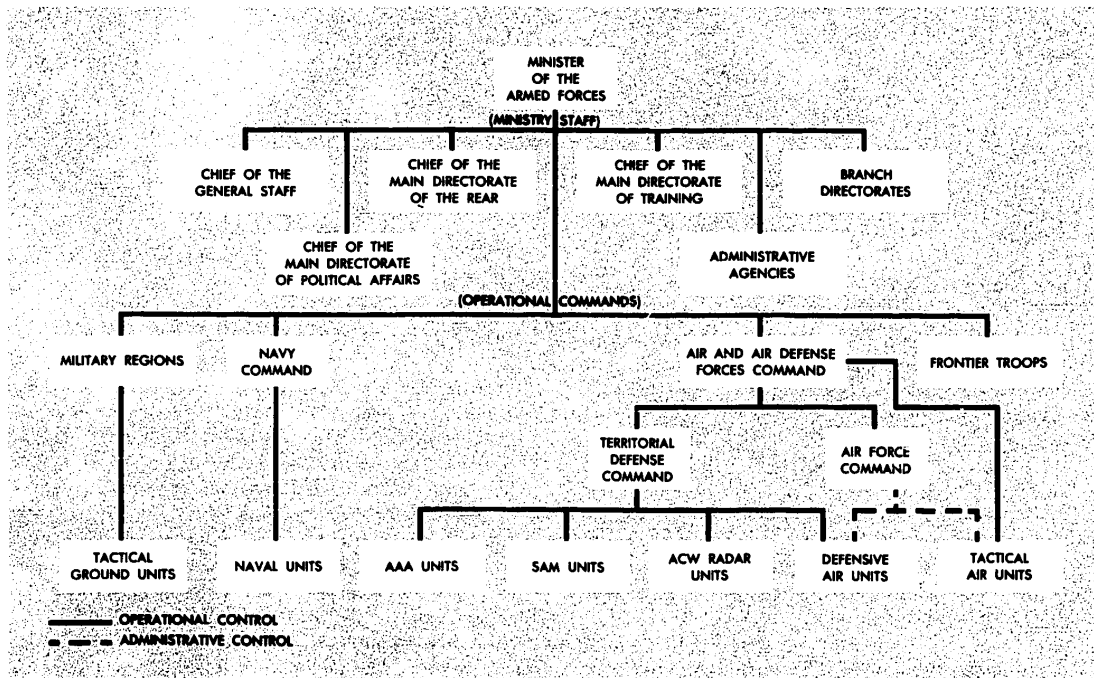 MINISTER
OF THE
ARMED FORCES
(MINISTRY STAFF)
CHIEF OF THE
GENERAL STAFF
CHIEF OF THE
MAIN DIRECTORATE
OF POLITICAL AFFAIRS
CHIEF OF THE
MAIN DIRECTORATE
OF THE REAR
CHIEF OF THE
MAIN DIRECTORATE
OF TRAINING
ADMINISTRATIVE
AGENCIES
BRANCH
DIRECTORATES
(OPERATIONAL COMMANDS)
MILITARY REGIONS
NAVY
COMMAND
AIR AND AIR DEFENSE
FORCES COMMAND
FRONTIER TROOPS
TERRITORIAL
DEFENSE
COMMAND
AIR FORCE
COMMAND
TACTICAL
GROUND UNITS
NAVAL UNITS
AAA UNITS
SAM UNITS
ACW RADAR
UNITS
DEFENSIVE
AIR UNITS
TACTICAL
AIR UNITS
OPERATIONAL CONTROL
ADMINISTRATIVE CONTROL